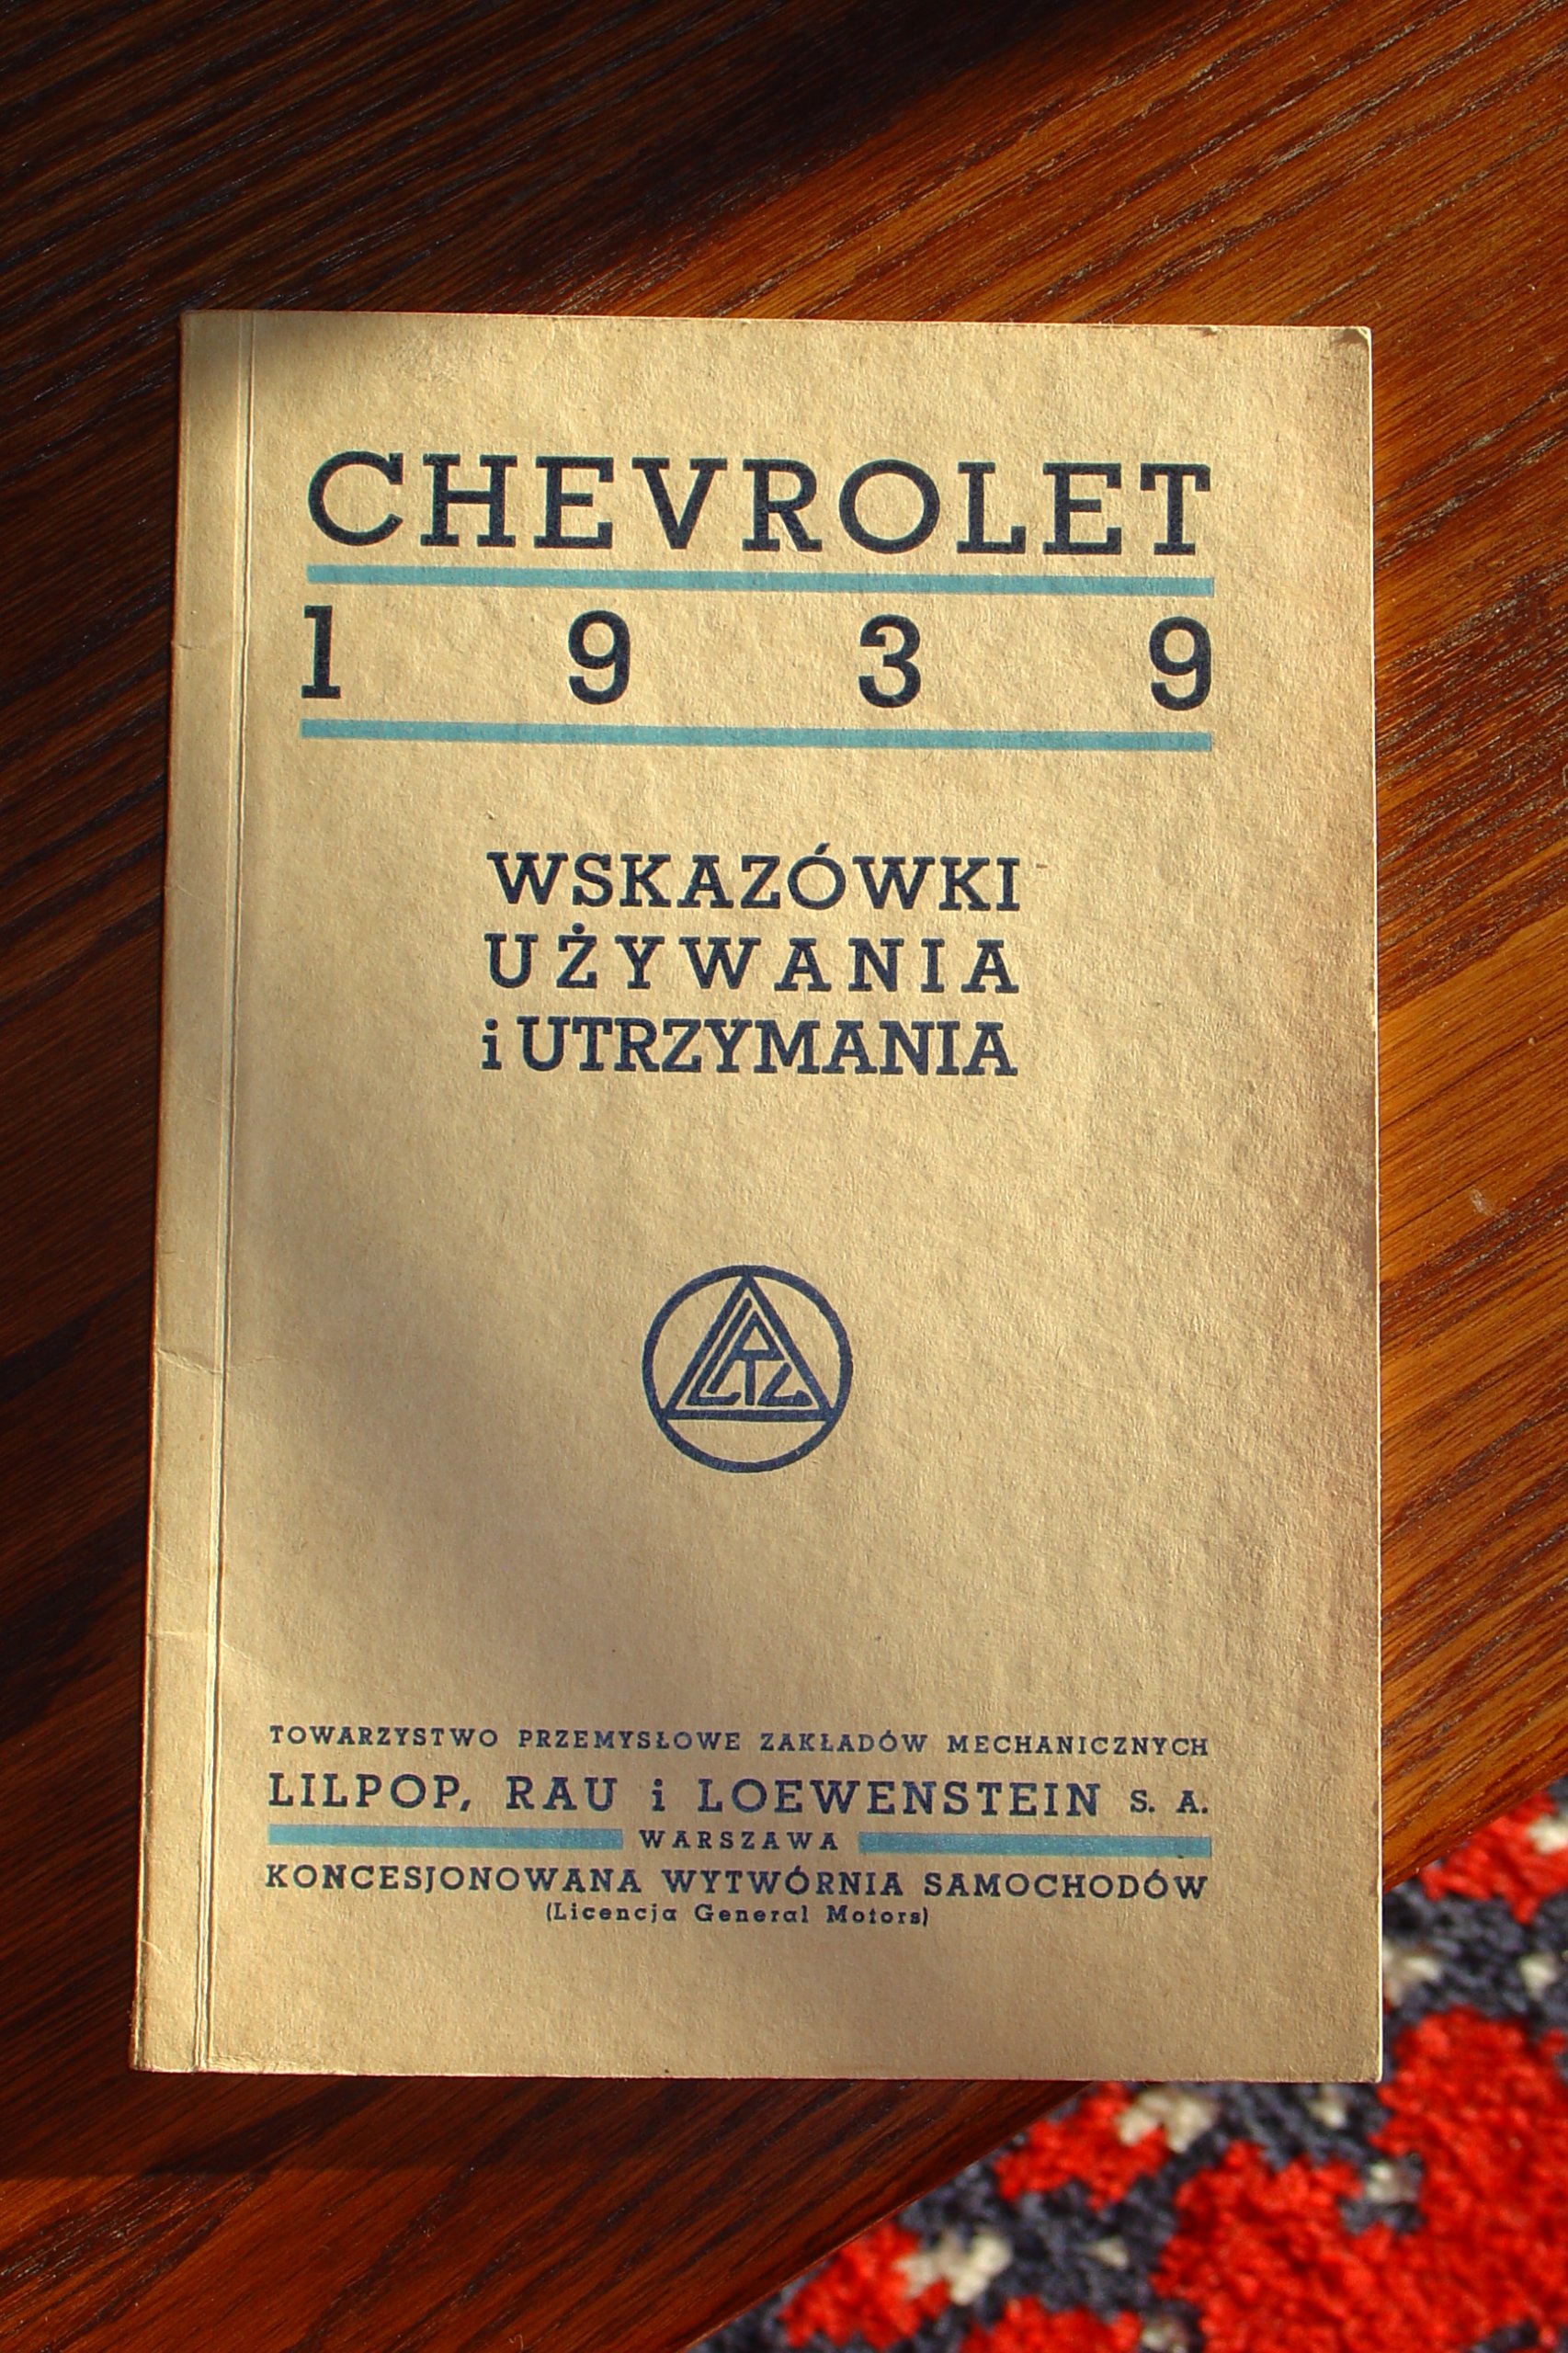 CHEVROLET
1 9 3 9
WSKAZÓWKI
UŻYWANIA
i UTRZYMANIA
LRL
TOWARZYSTWO PRZEMYSŁOWE ZAKŁADÓW MECHANICZNYCH
LILPOP, RAU i LOEWENSTEIN S. A.
WARSZAWA
KONCESJONOWANA WYTWÓRNIA SAMOCHODÓW
(Licencja General Motors)